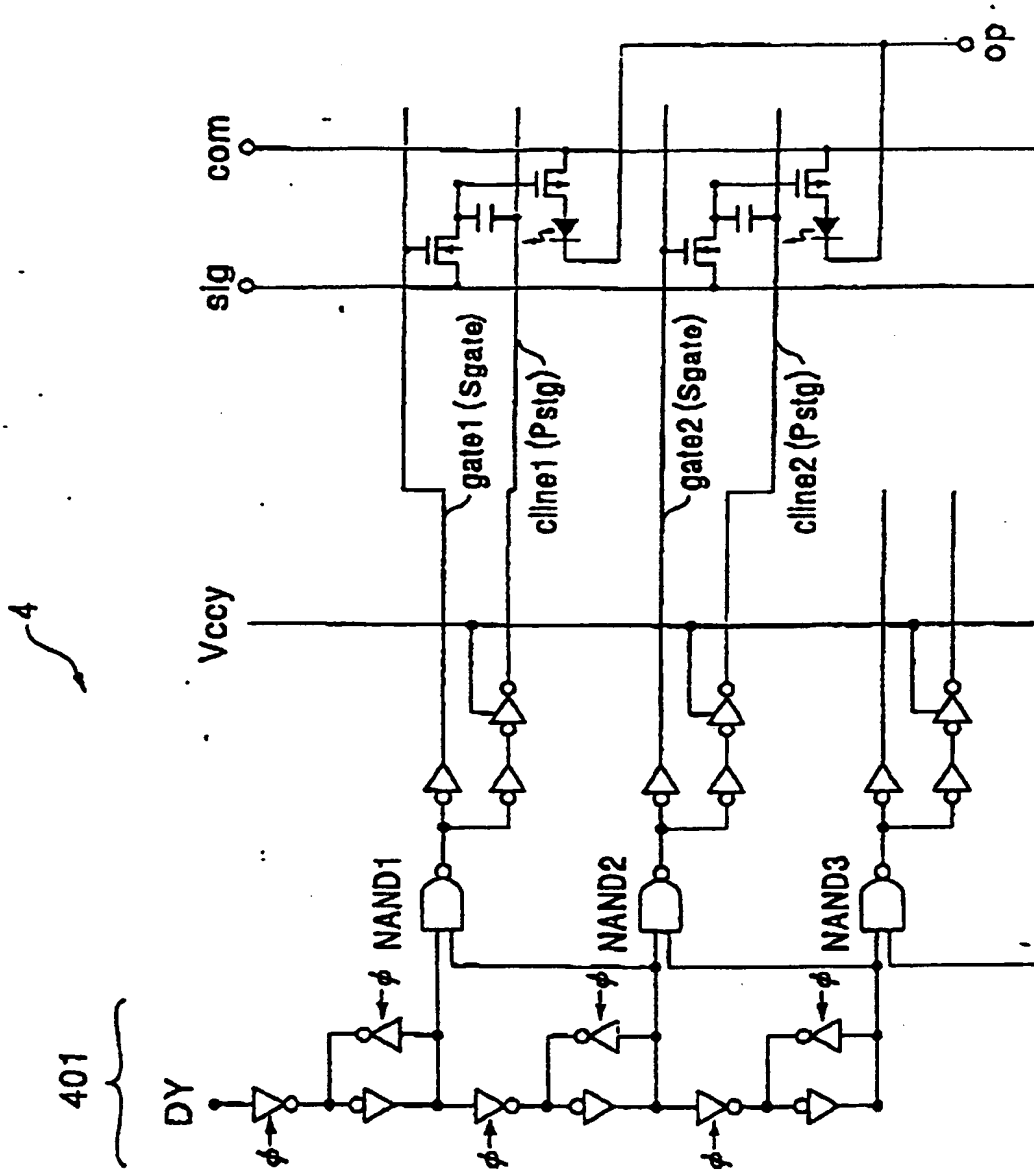 4
401
DY
Vccy
sig
com
op
φ
φ
φ
φ
φ
φ
NAND1
NAND2
NAND3
gate1 (Sgate)
cline1 (Pstg)
gate2 (Sgate)
cline2 (Pstg)